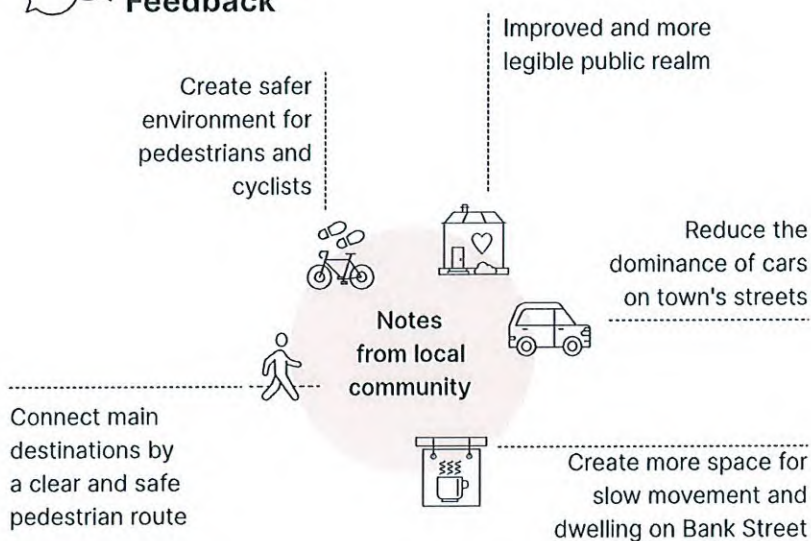 Feedback
Improved and more
legible public realm
Create safer
environment for
pedestrians and
cyclists
Reduce the
dominance of cars
on town's streets
Notes
from local
community
Connect main
destinations by
a clear and safe
pedestrian route
Create more space for
slow movement and
dwelling on Bank Street